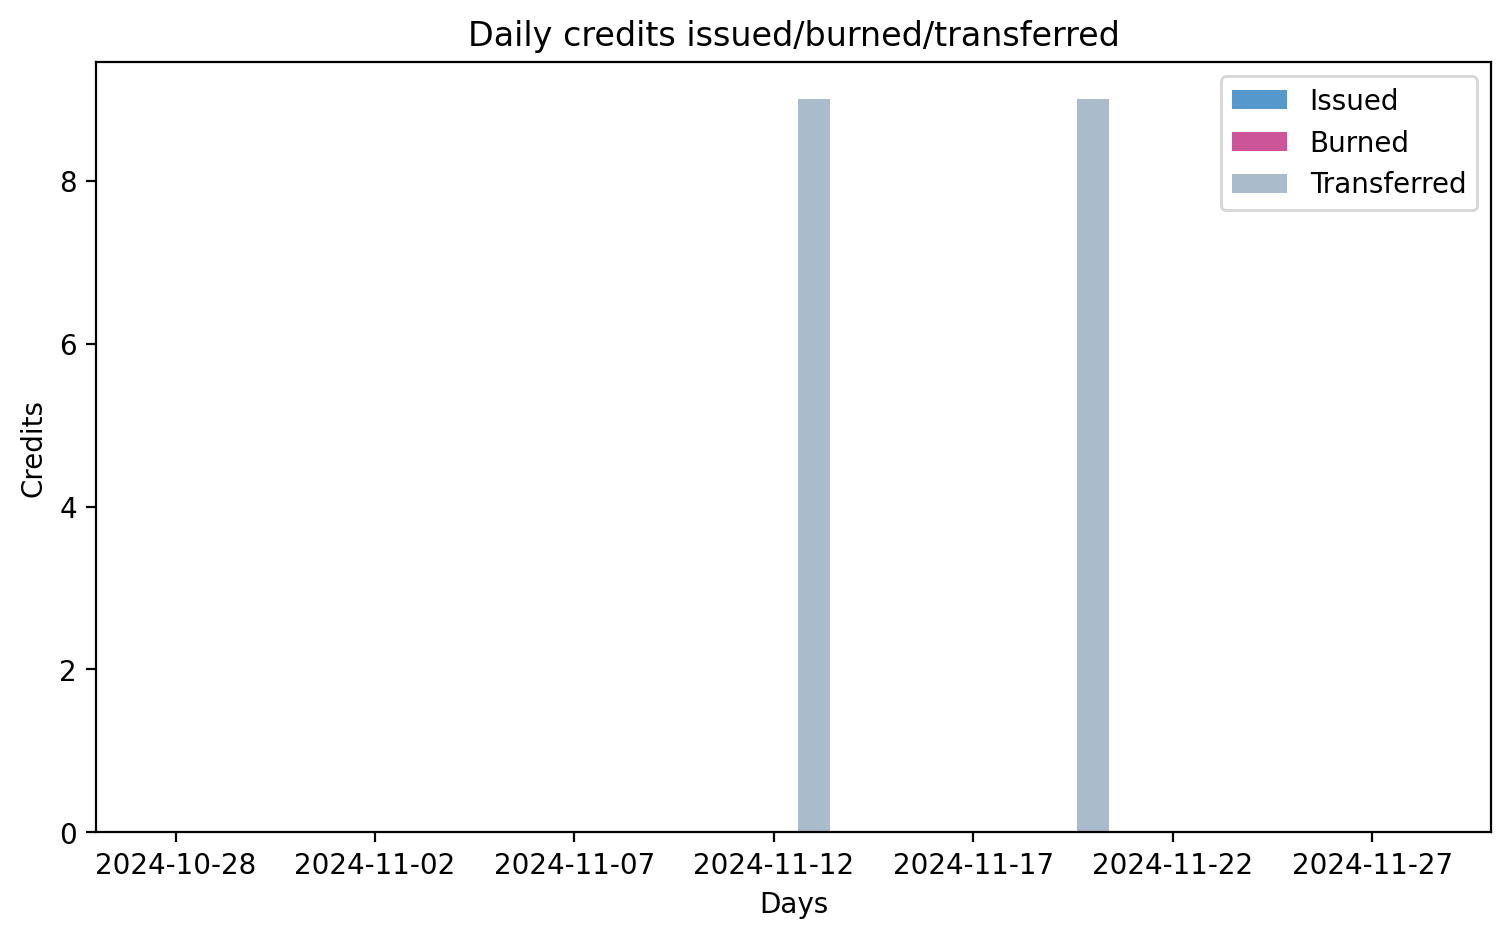 Daily credits issued/burned/transferred
Issued
Burned
Transferred
8
6
4
2
0
Credits
2024-10-28
2024-11-02
2024-11-07
2024-11-12
2024-11-17
2024-11-22
2024-11-27
Days